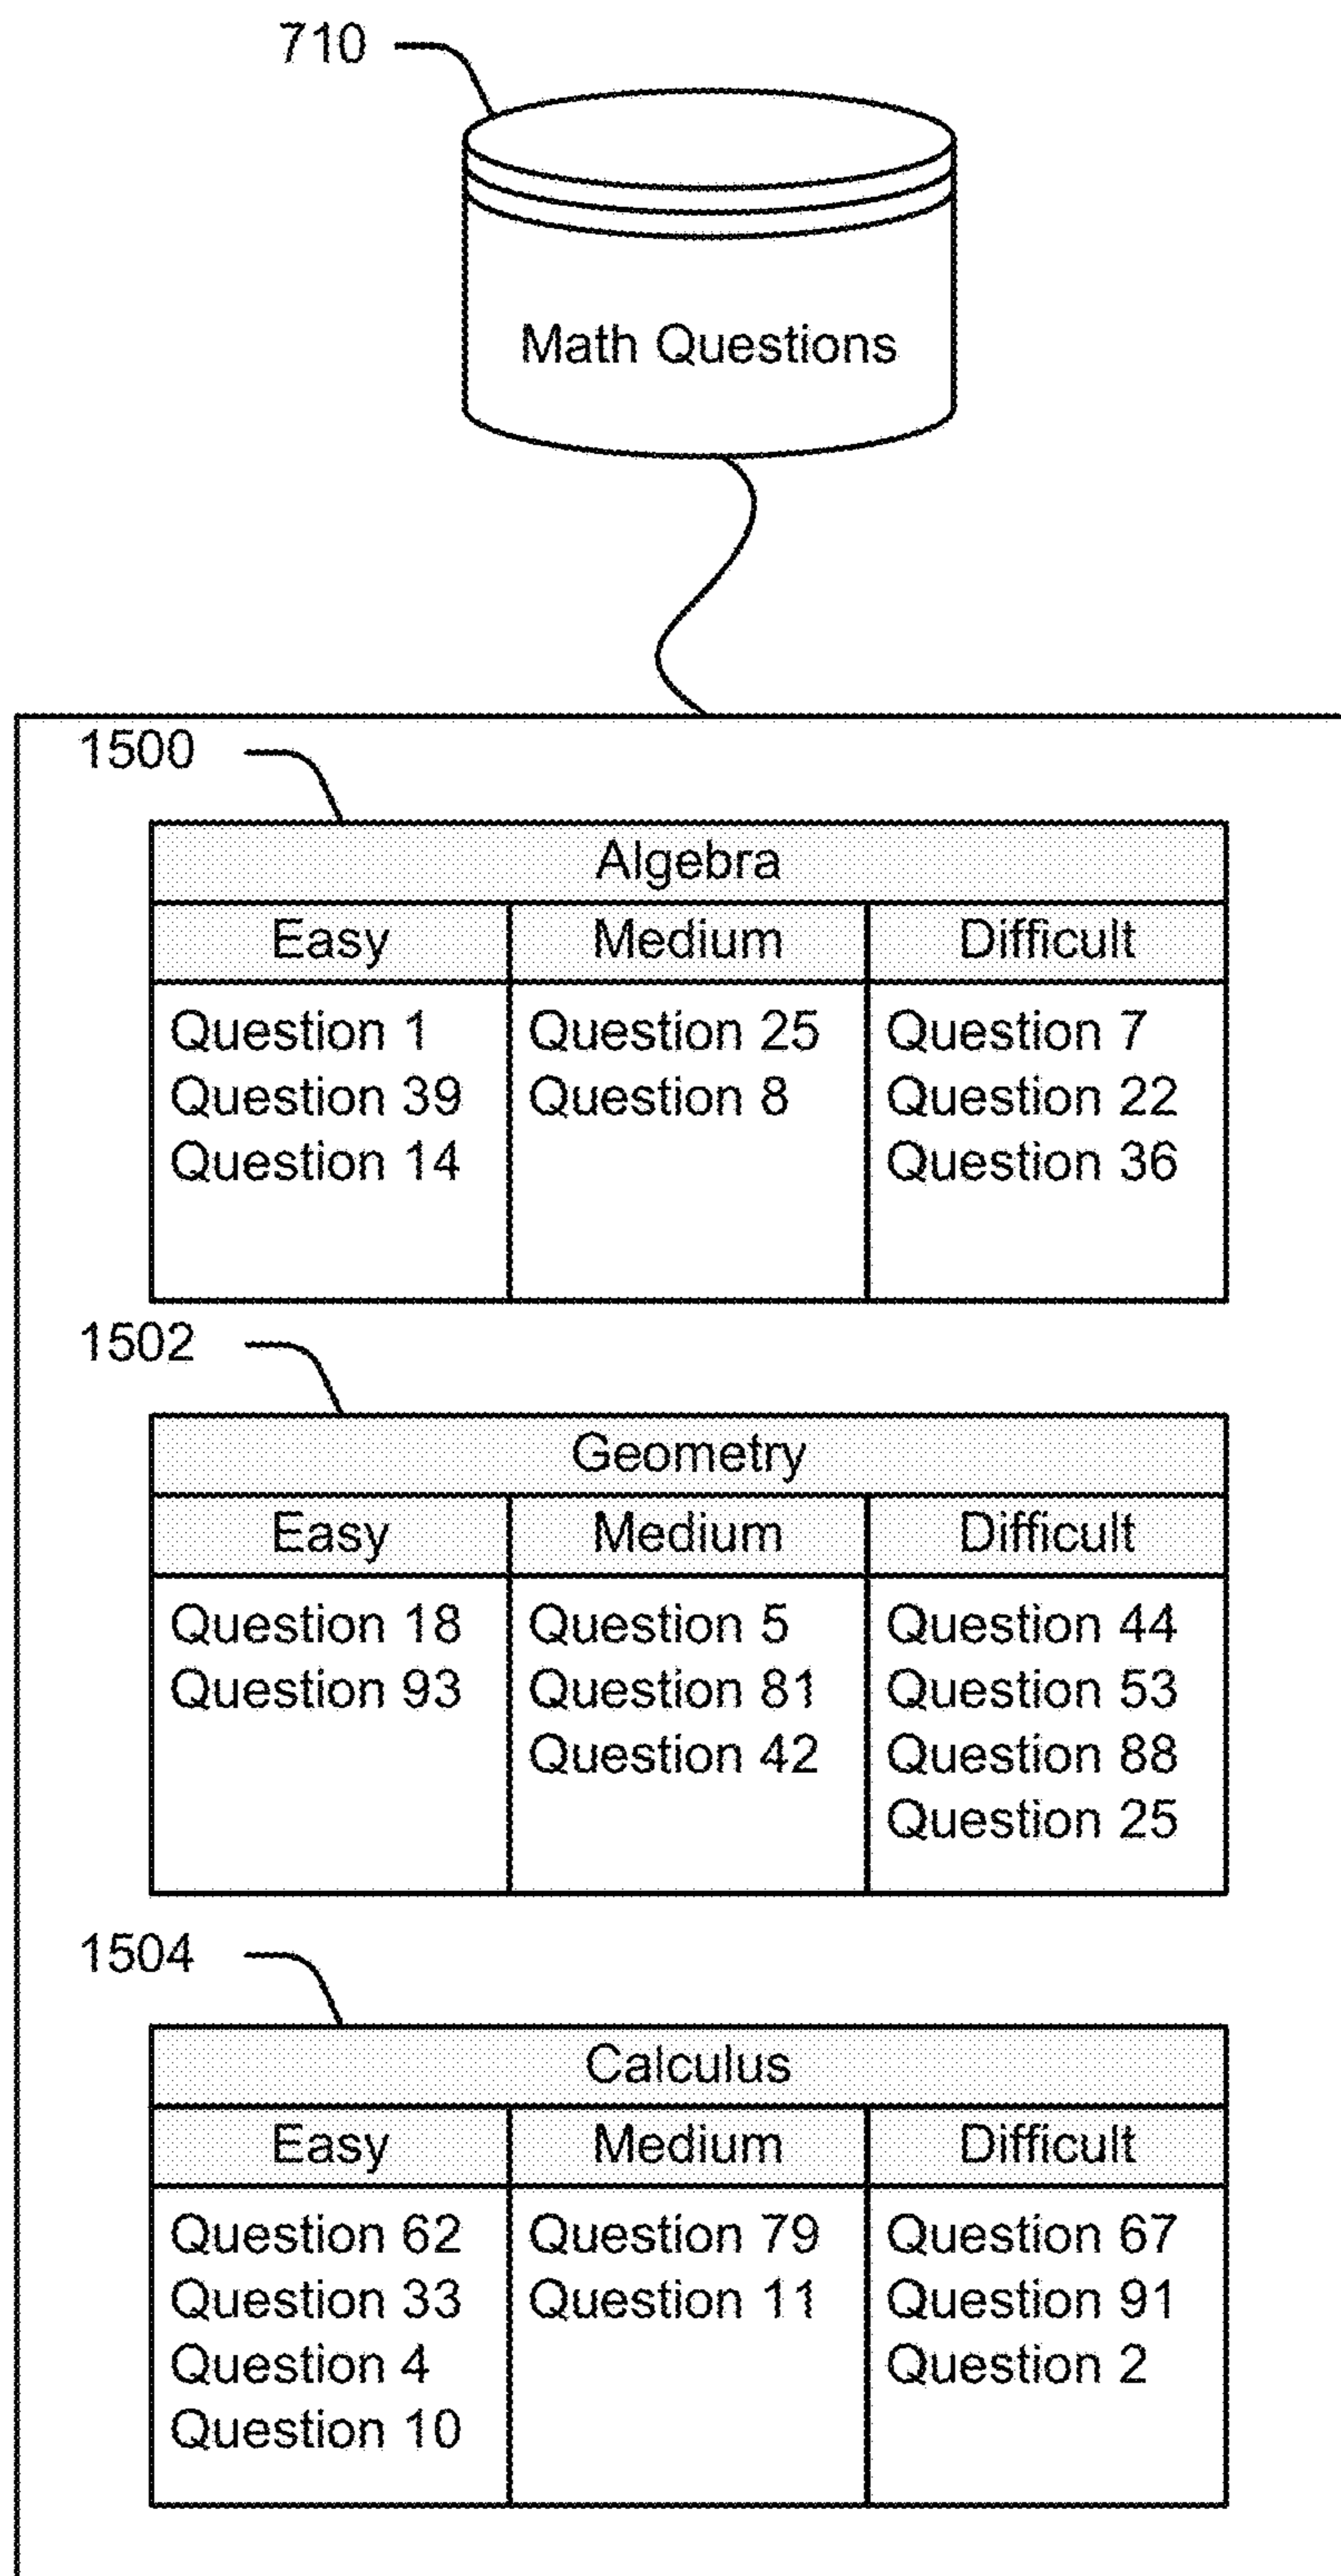 710
Math Questions
1500
Algebra
Easy Medium Difficult
Question 1 Question 25 Question 7
Question 39 Question 8 Question 22
Question 14 Question 36
1502
Geometry
Easy Medium Difficult
Question 18 Question 5 Question 44
Question 93 Question 81 Question 53
Question 42 Question 88
Question 25
1504
Calculus
Easy Medium Difficult
Question 62 Question 79 Question 67
Question 33 Question 11 Question 91
Question 4 Question 2
Question 10